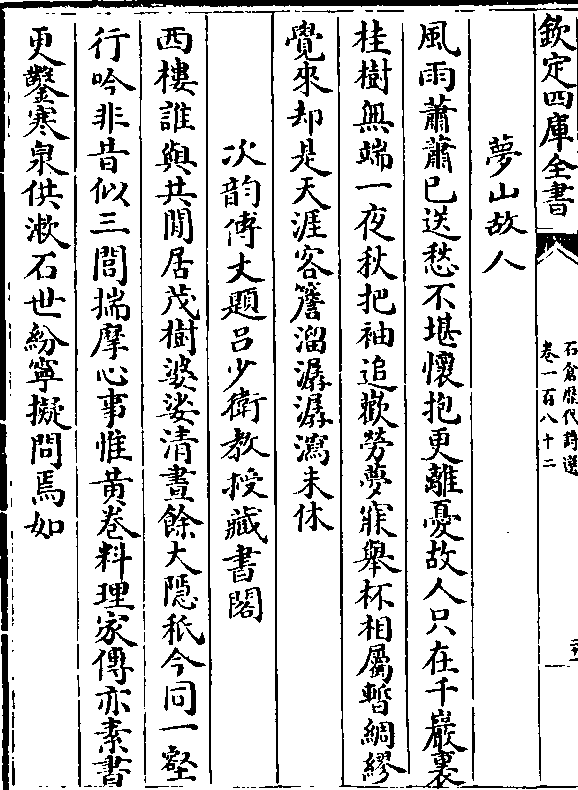 欽定四庫全書
石倉歴代詩選
卷一百八十二
夢山故人
風雨蕭蕭已送愁不堪懷抱更離憂故人只在千巖裏
桂樹無端一夜秋把袖追歡勞夢寐舉杯相屬暫綢繆
覺來却是天涯客簷溜潺潺瀉未休
次韵傅丈題吕少衛教授藏書閣
西樓誰與共閒居茂樹婆娑清晝餘大隠秖今同一壑
行吟非昔似三閭揣摩心事惟黄卷料理家傳亦素書
更鑿寒泉供漱石世紛寧擬問焉如